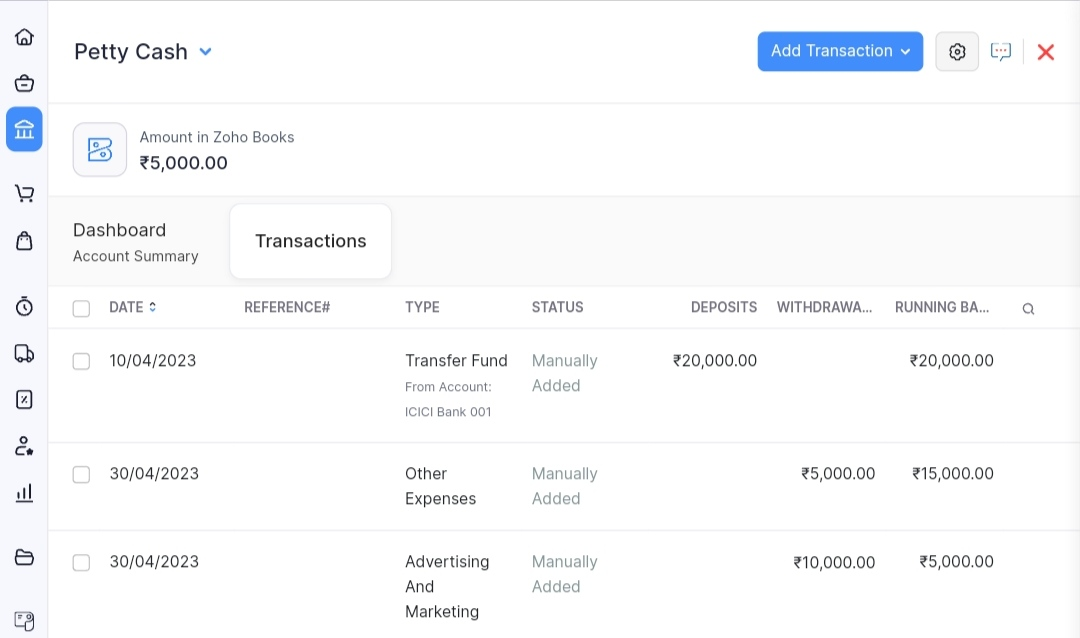 Petty Cash
Add Transaction
Amount in Zoho Books
₹5,000.00
Dashboard
Account Summary
Transactions
DATE REFERENCE# TYPE STATUS DEPOSITS WITHDRAWA... RUNNING BA...
10/04/2023 Transfer Fund Manually ₹20,000.00 ₹20,000.00
From Account: Added
ICICI Bank 001
30/04/2023 Other Manually ₹5,000.00 ₹15,000.00
Expenses Added
30/04/2023 Advertising Manually ₹10,000.00 ₹5,000.00
And Added
Marketing